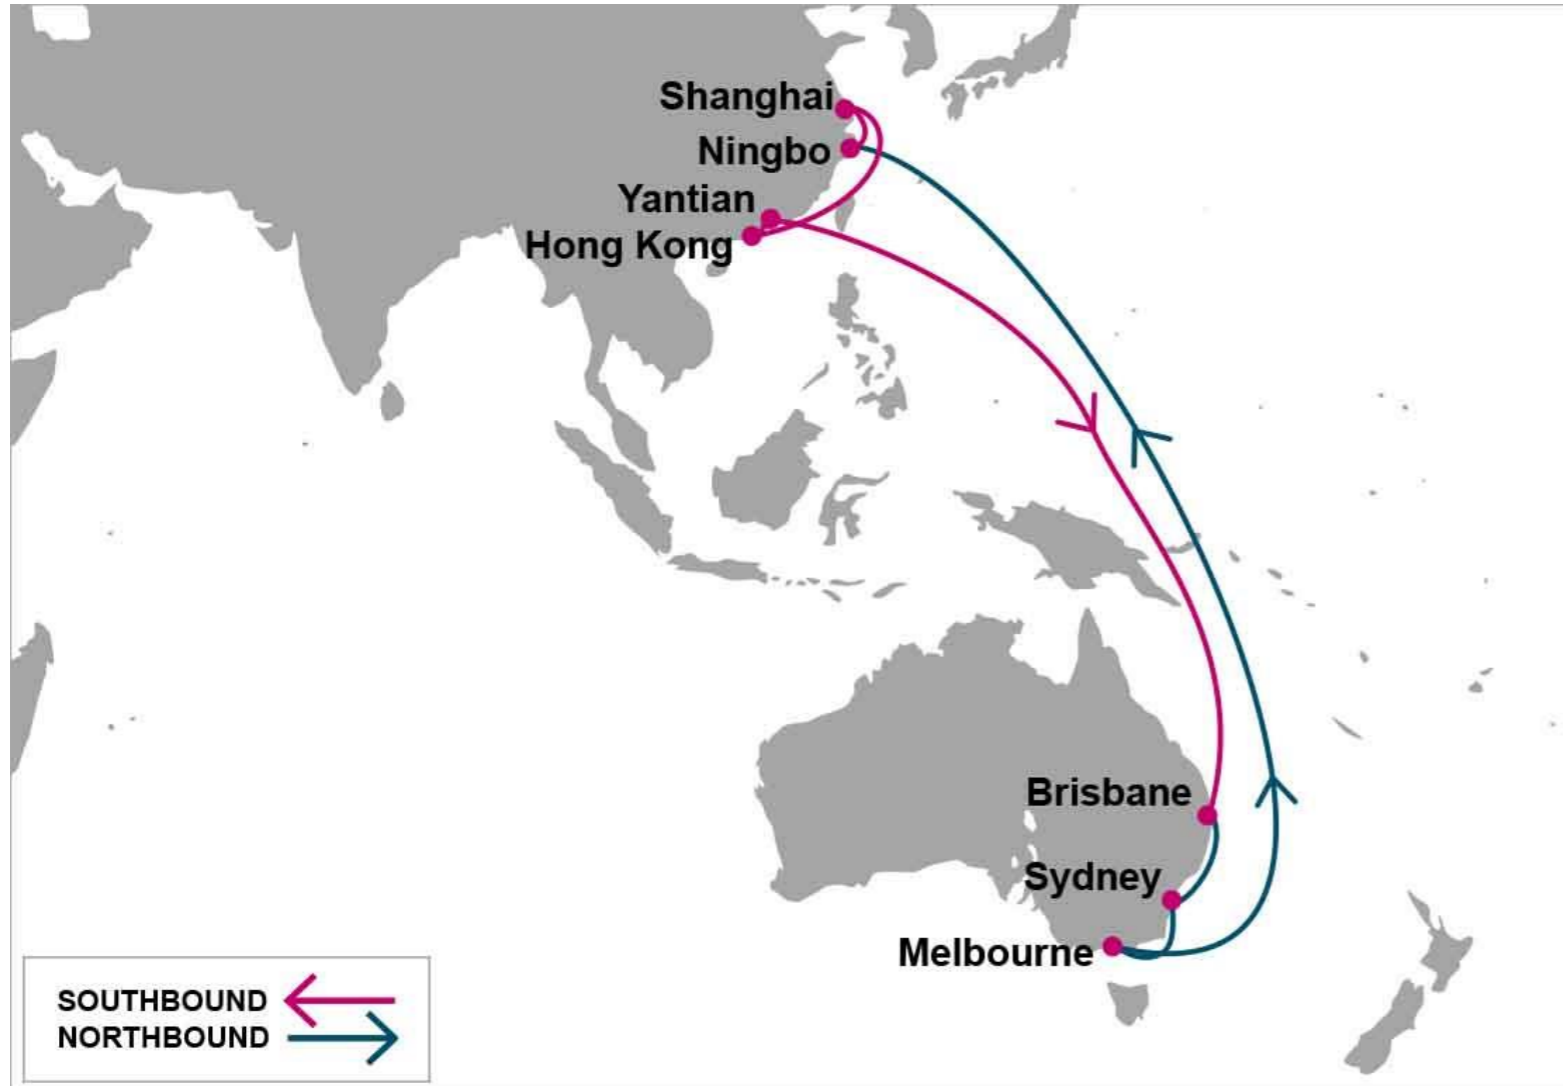 Shanghai
Ningbo
Yantian
Hong Kong
Brisbane
Sydney
Melbourne
SOUTHBOUND
NORTHBOUND